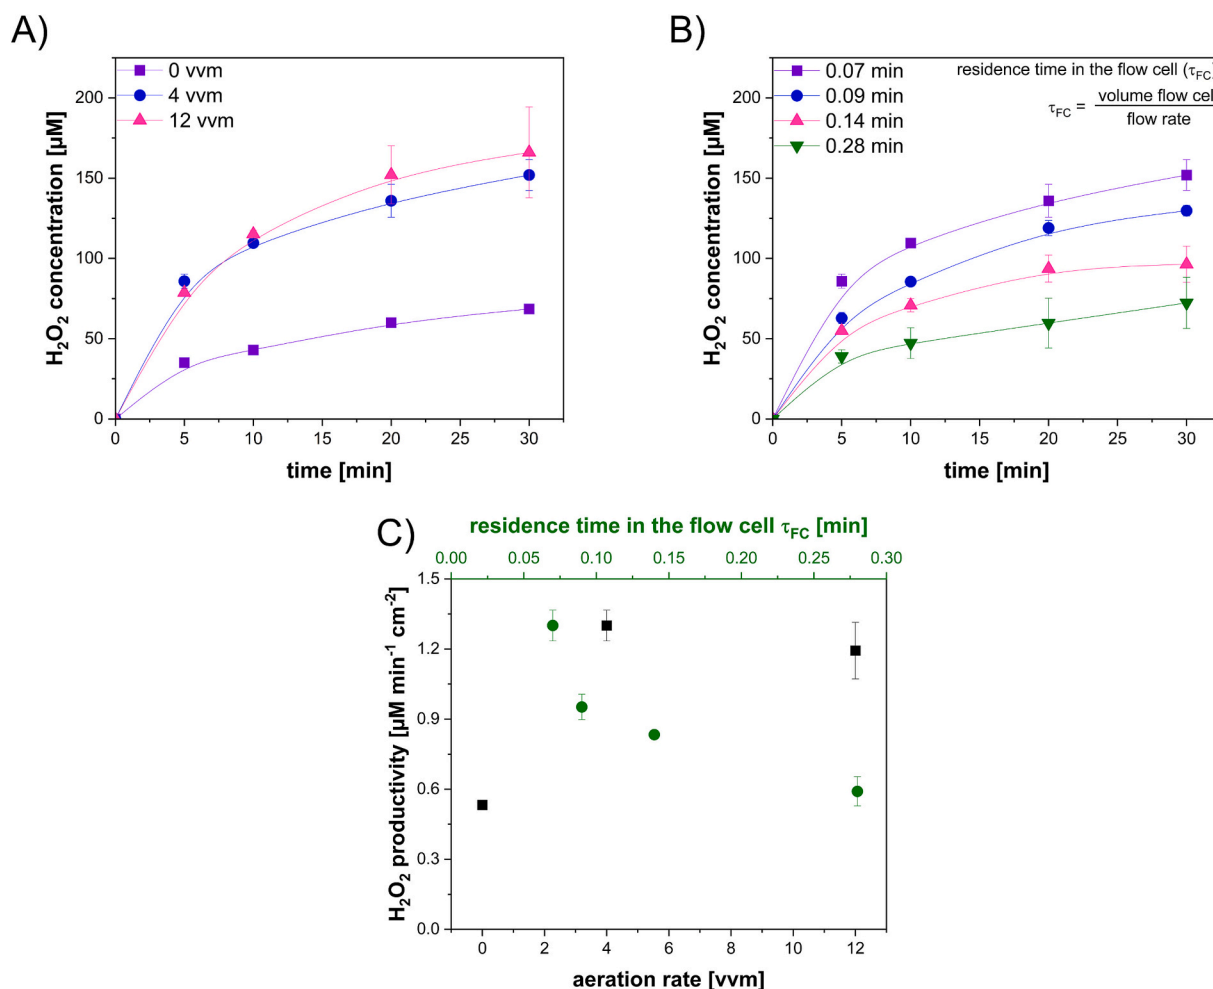 A)
0 vvm
4 vvm
12 vvm
H₂O₂ concentration [µM]
200
150
100
50
0
0 5 10 15 20 25 30
time [min]
B)
0.07 min
0.09 min
0.14 min
0.28 min
residence time in the flow cell (τFC)
τFC = volume flow cell
flow rate
H₂O₂ concentration [µM]
200
150
100
50
0
0 5 10 15 20 25 30
time [min]
C)
residence time in the flow cell τFC [min]
0.00 0.05 0.10 0.15 0.20 0.25 0.30
H₂O₂ productivity [µM min⁻¹ cm⁻²]
1.5
1.2
0.9
0.6
0.3
0.0
0 2 4 6 8 10 12
aeration rate [vvm]